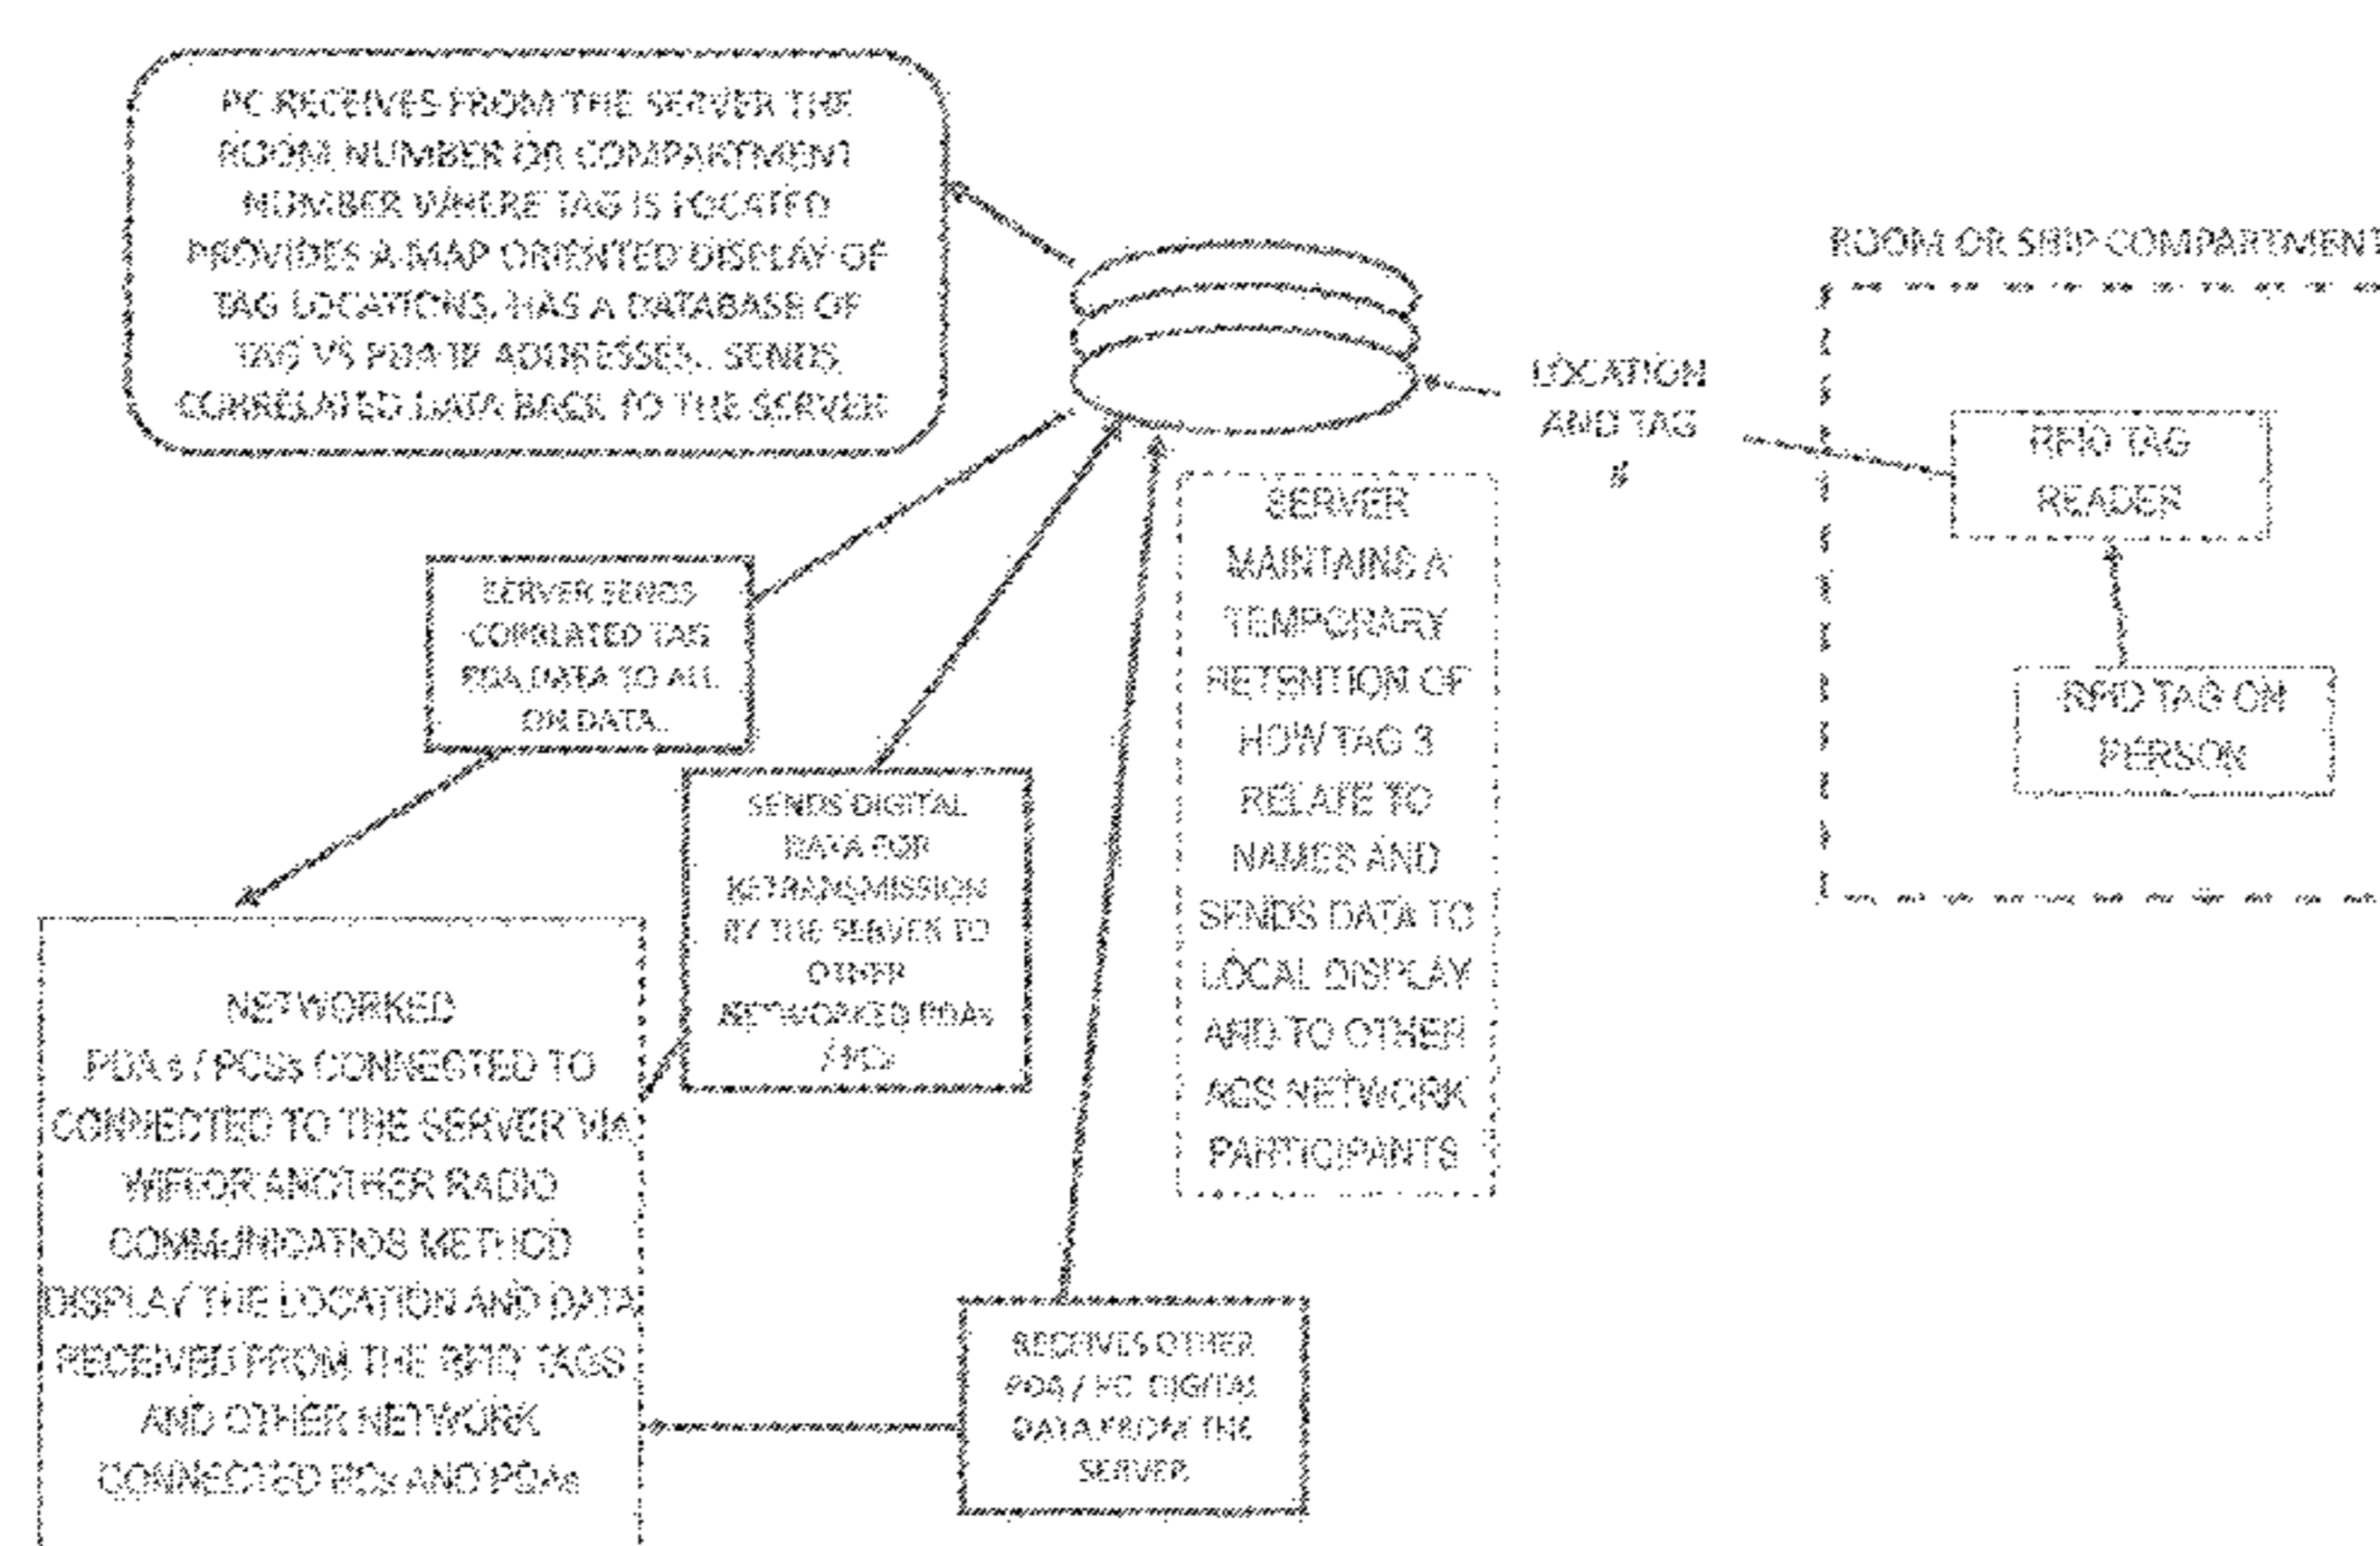 PC RECEIVES FROM THE SERVER THE
ROOM NUMBER OR COMPARTMENT
NUMBER WHERE TAG IS LOCATED
PROVIDES A MAP ORIENTED DISPLAY OF
TAG LOCATIONS, HAS A DATABASE OF
TAG VS PDA IP ADDRESSES. SENDS
CORRELATED DATA BACK TO THE SERVER
ROOM OR SHIP COMPARTMENT
LOCATION
AND TAG
#
RFID TAG
READER
RFID TAG ON
PERSON
SERVER
MAINTAINS A
TEMPORARY
RETENTION OF
HOW TAG 3
RELATE TO
NAMES AND
SENDS DATA TO
LOCAL DISPLAY
AND TO OTHER
ACS NETWORK
PARTICIPANTS
SERVER SENDS
CORRLATED TAG
PDA DATA TO ALL
ON DATA.
SENDS DIGITAL
DATA FOR
RETRANSMISSION
BY THE SERVER TO
OTHER
NETWORKED PDAs
/ PCs
NETWORKED
PDA s / PCSs CONNECTED TO
CONNECTED TO THE SERVER VIA
WIFI OR ANOTHER RADIO
COMMUNICATIOS METHOD
DISPLAY THE LOCATION AND DATA
RECEIVED FROM THE RFID TAGS
AND OTHER NETWORK
CONNECTED PCs AND PDAs
RECEIVES OTHER
PDA / PC DIGITAL
DATA FROM THE
SERVER